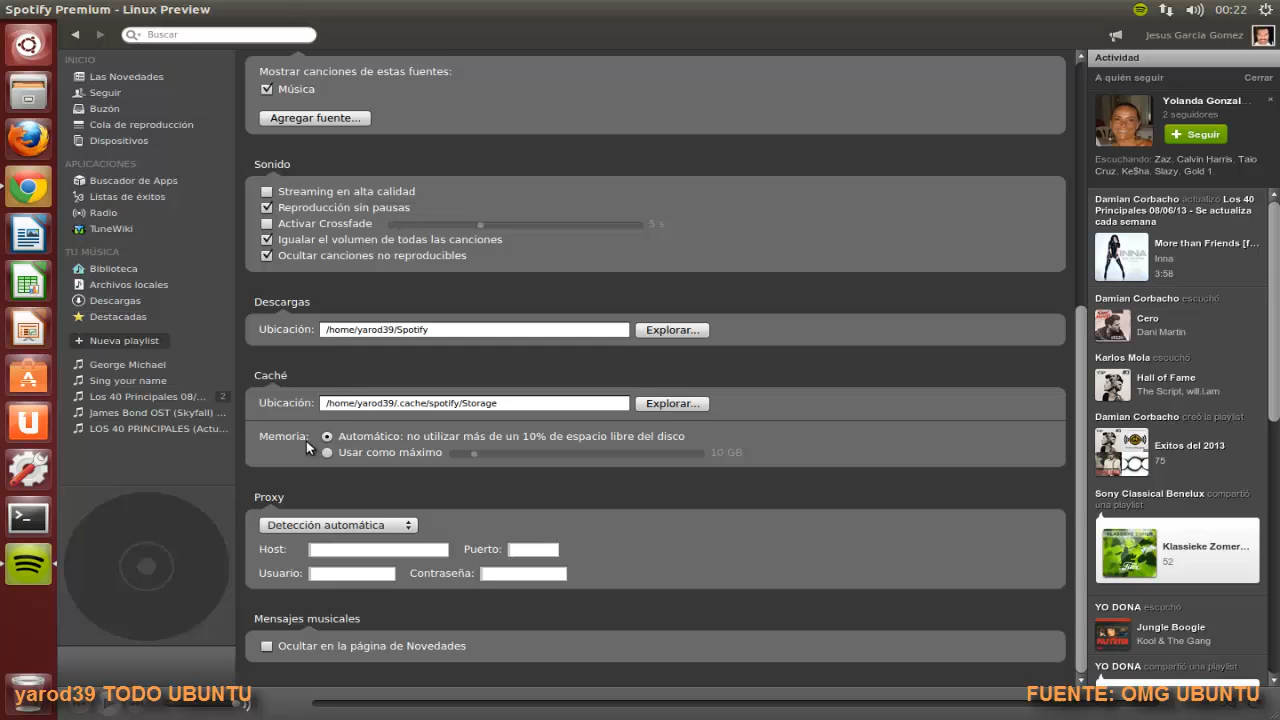 Spotify Premium - Linux Preview
00:22
Buscar
Jesus Garcia Gomez
INICIO
Las Novedades
Seguir
Buzón
Cola de reproducción
Dispositivos
APLICACIONES
Buscador de Apps
Listas de éxitos
Radio
TuneWiki
TU MÚSICA
Biblioteca
Archivos locales
Descargas
Destacadas
+ Nueva playlist
George Michael
Sing your name
Los 40 Principales 08/... 2
James Bond OST (Skyfall) ...
LOS 40 PRINCIPALES (Actu...
Mostrar canciones de estas fuentes:
Música
Agregar fuente...
Sonido
Streaming en alta calidad
Reproducción sin pausas
Activar Crossfade 5 s
Igualar el volumen de todas las canciones
Ocultar canciones no reproducibles
Descargas
Ubicación: /home/yarod39/Spotify Explorar...
Caché
Ubicación: /home/yarod39/.cache/spotify/Storage Explorar...
Memoria: Automático: no utilizar más de un 10% de espacio libre del disco
Usar como máximo 10 GB
Proxy
Detección automática
Host: Puerto:
Usuario: Contraseña:
Mensajes musicales
Ocultar en la página de Novedades
Actividad
A quién seguir Cerrar
Yolanda Gonzal...
2 seguidores
+ Seguir
Escuchando: Zaz, Calvin Harris, Taio
Cruz, Ke$ha, Slazy, Gold 1.
Damian Corbacho actualizó Los 40
Principales 08/06/13 - Se actualiza
cada semana
More than Friends [f...
Inna
3:58
Damian Corbacho escuchó
Cero
Dani Martin
Karlos Mola escuchó
Hall of Fame
The Script, will.i.am
Damian Corbacho creó la playlist
Exitos del 2013
75
Sony Classical Benelux compartió
una playlist
Klassieke Zomer...
52
YO DONA escuchó
Jungle Boogie
Kool & The Gang
YO DONA compartió una playlist
yarod39 TODO UBUNTU
FUENTE: OMG UBUNTU